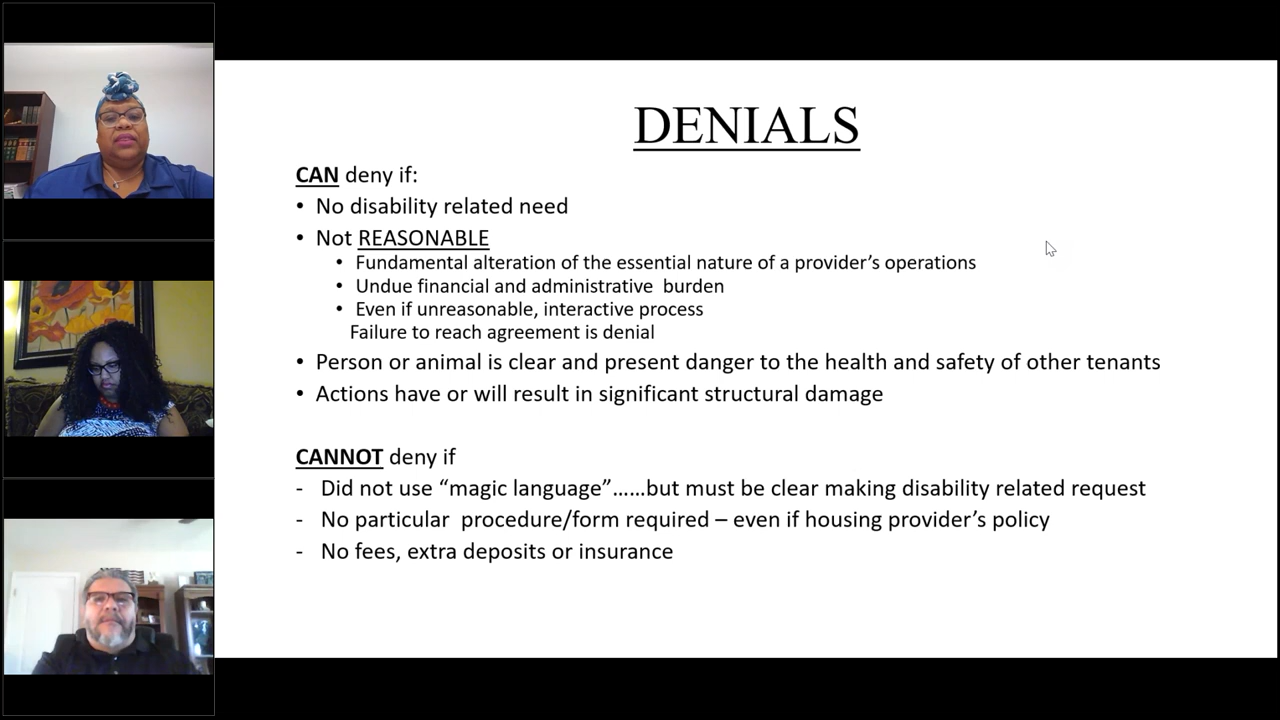 DENIALS
CAN deny if:
• No disability related need
• Not REASONABLE
• Fundamental alteration of the essential nature of a provider’s operations
• Undue financial and administrative  burden
• Even if unreasonable, interactive process
Failure to reach agreement is denial
• Person or animal is clear and present danger to the health and safety of other tenants
• Actions have or will result in significant structural damage
CANNOT deny if
- Did not use “magic language”……but must be clear making disability related request
- No particular  procedure/form required – even if housing provider’s policy
- No fees, extra deposits or insurance